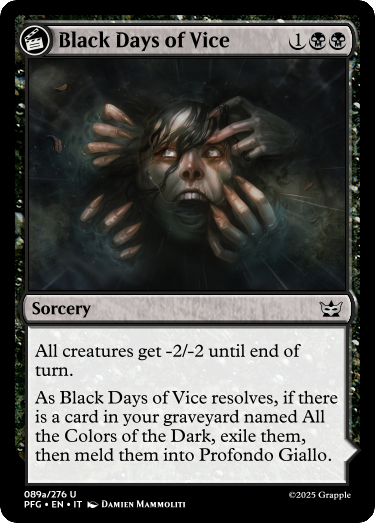 Black Days of Vice 1
Sorcery
All creatures get -2/-2 until end of
turn.
As Black Days of Vice resolves, if there
is a card in your graveyard named All
the Colors of the Dark, exile them,
then meld them into Profondo Giallo.
089a/276 U
PFG • EN • IT Damien Mammoliti
©2025 Grapple